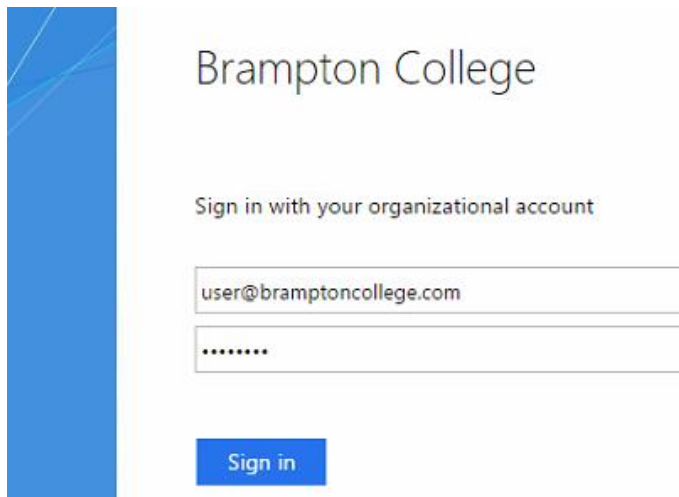 Brampton College
Sign in with your organizational account
user@bramptoncollege.com
••••••••
Sign in